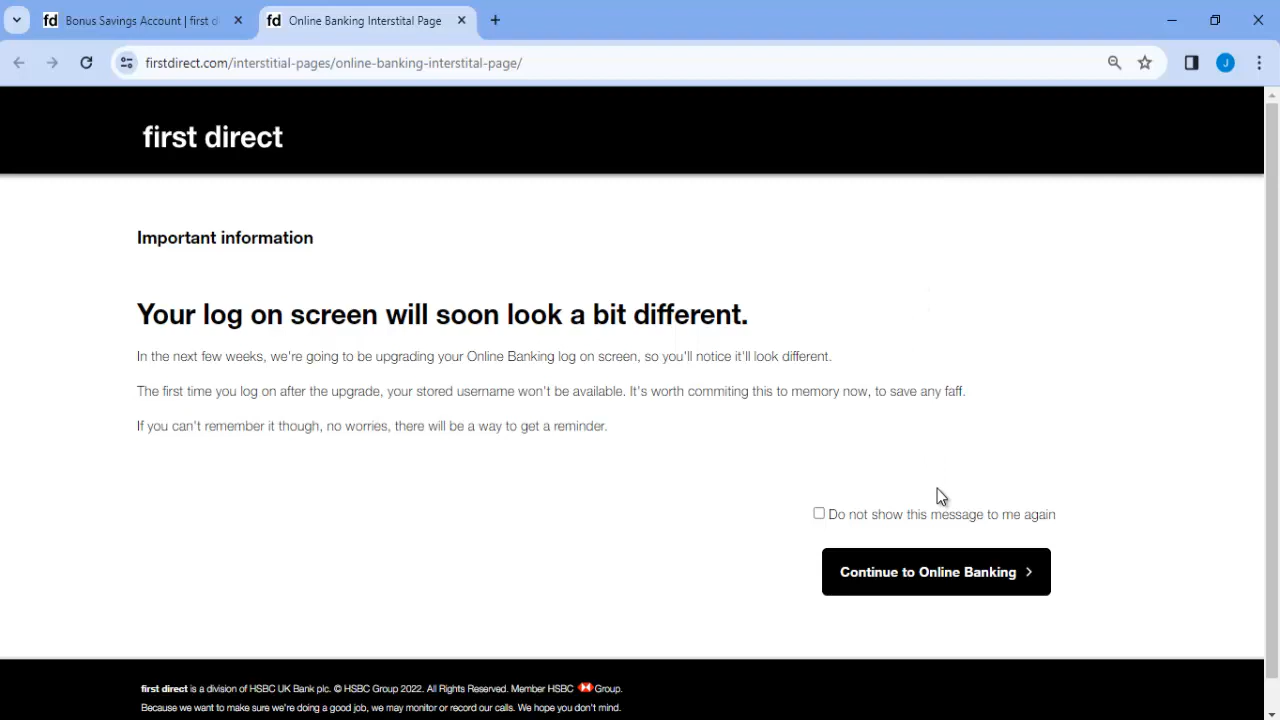 Bonus Savings Account | first di
Online Banking Interstital Page
firstdirect.com/interstitial-pages/online-banking-interstital-page/
J
first direct
Important information
Your log on screen will soon look a bit different.
In the next few weeks, we're going to be upgrading your Online Banking log on screen, so you'll notice it'll look different.
The first time you log on after the upgrade, your stored username won't be available. It's worth commiting this to memory now, to save any faff.
If you can't remember it though, no worries, there will be a way to get a reminder.
Do not show this message to me again
Continue to Online Banking
first direct is a division of HSBC UK Bank plc. © HSBC Group 2022. All Rights Reserved. Member HSBC Group.
Because we want to make sure we're doing a good job, we may monitor or record our calls. We hope you don't mind.